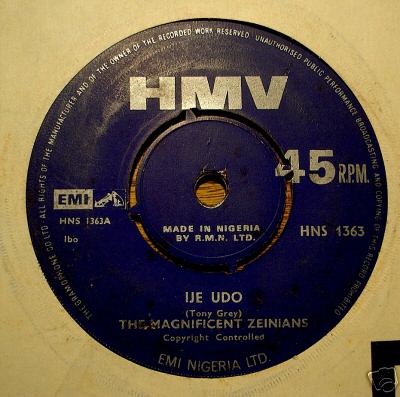 THE GRAMOPHONE CO LTD - ALL RIGHTS OF THE MANUFACTURER AND OF THE OWNER OF THE RECORDED WORK RESERVED UNAUTHORISED PUBLIC PERFORMANCE BROADCASTING AND COPYING OF THIS RECORD PROHIBITED
HMV
45 R.P.M.
EMI
HNS 1363A
Ibo
MADE IN NIGERIA
BY R.M.N. LTD.
HNS 1363
IJE UDO
(Tony Grey)
THE MAGNIFICENT ZEINIANS
Copyright Controlled
EMI NIGERIA LTD.